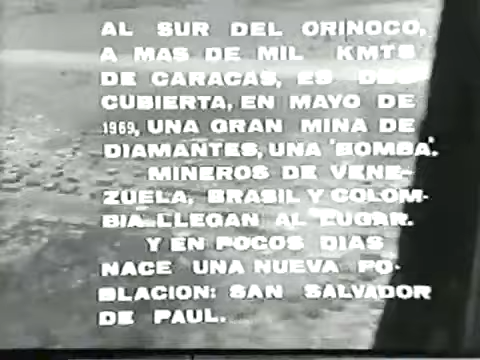 AL SUR DEL ORINOCO,
A MAS DE MIL KMTS
DE CARACAS, ES DES
CUBIERTA, EN MAYO DE
1969, UNA GRAN MINA DE
DIAMANTES, UNA "BOMBA".
MINEROS DE VENE-
ZUELA, BRASIL Y COLOM-
BIA LLEGAN AL LUGAR.
Y EN POCOS DIAS
NACE UNA NUEVA PO-
BLACION: SAN SALVADOR
DE PAUL.